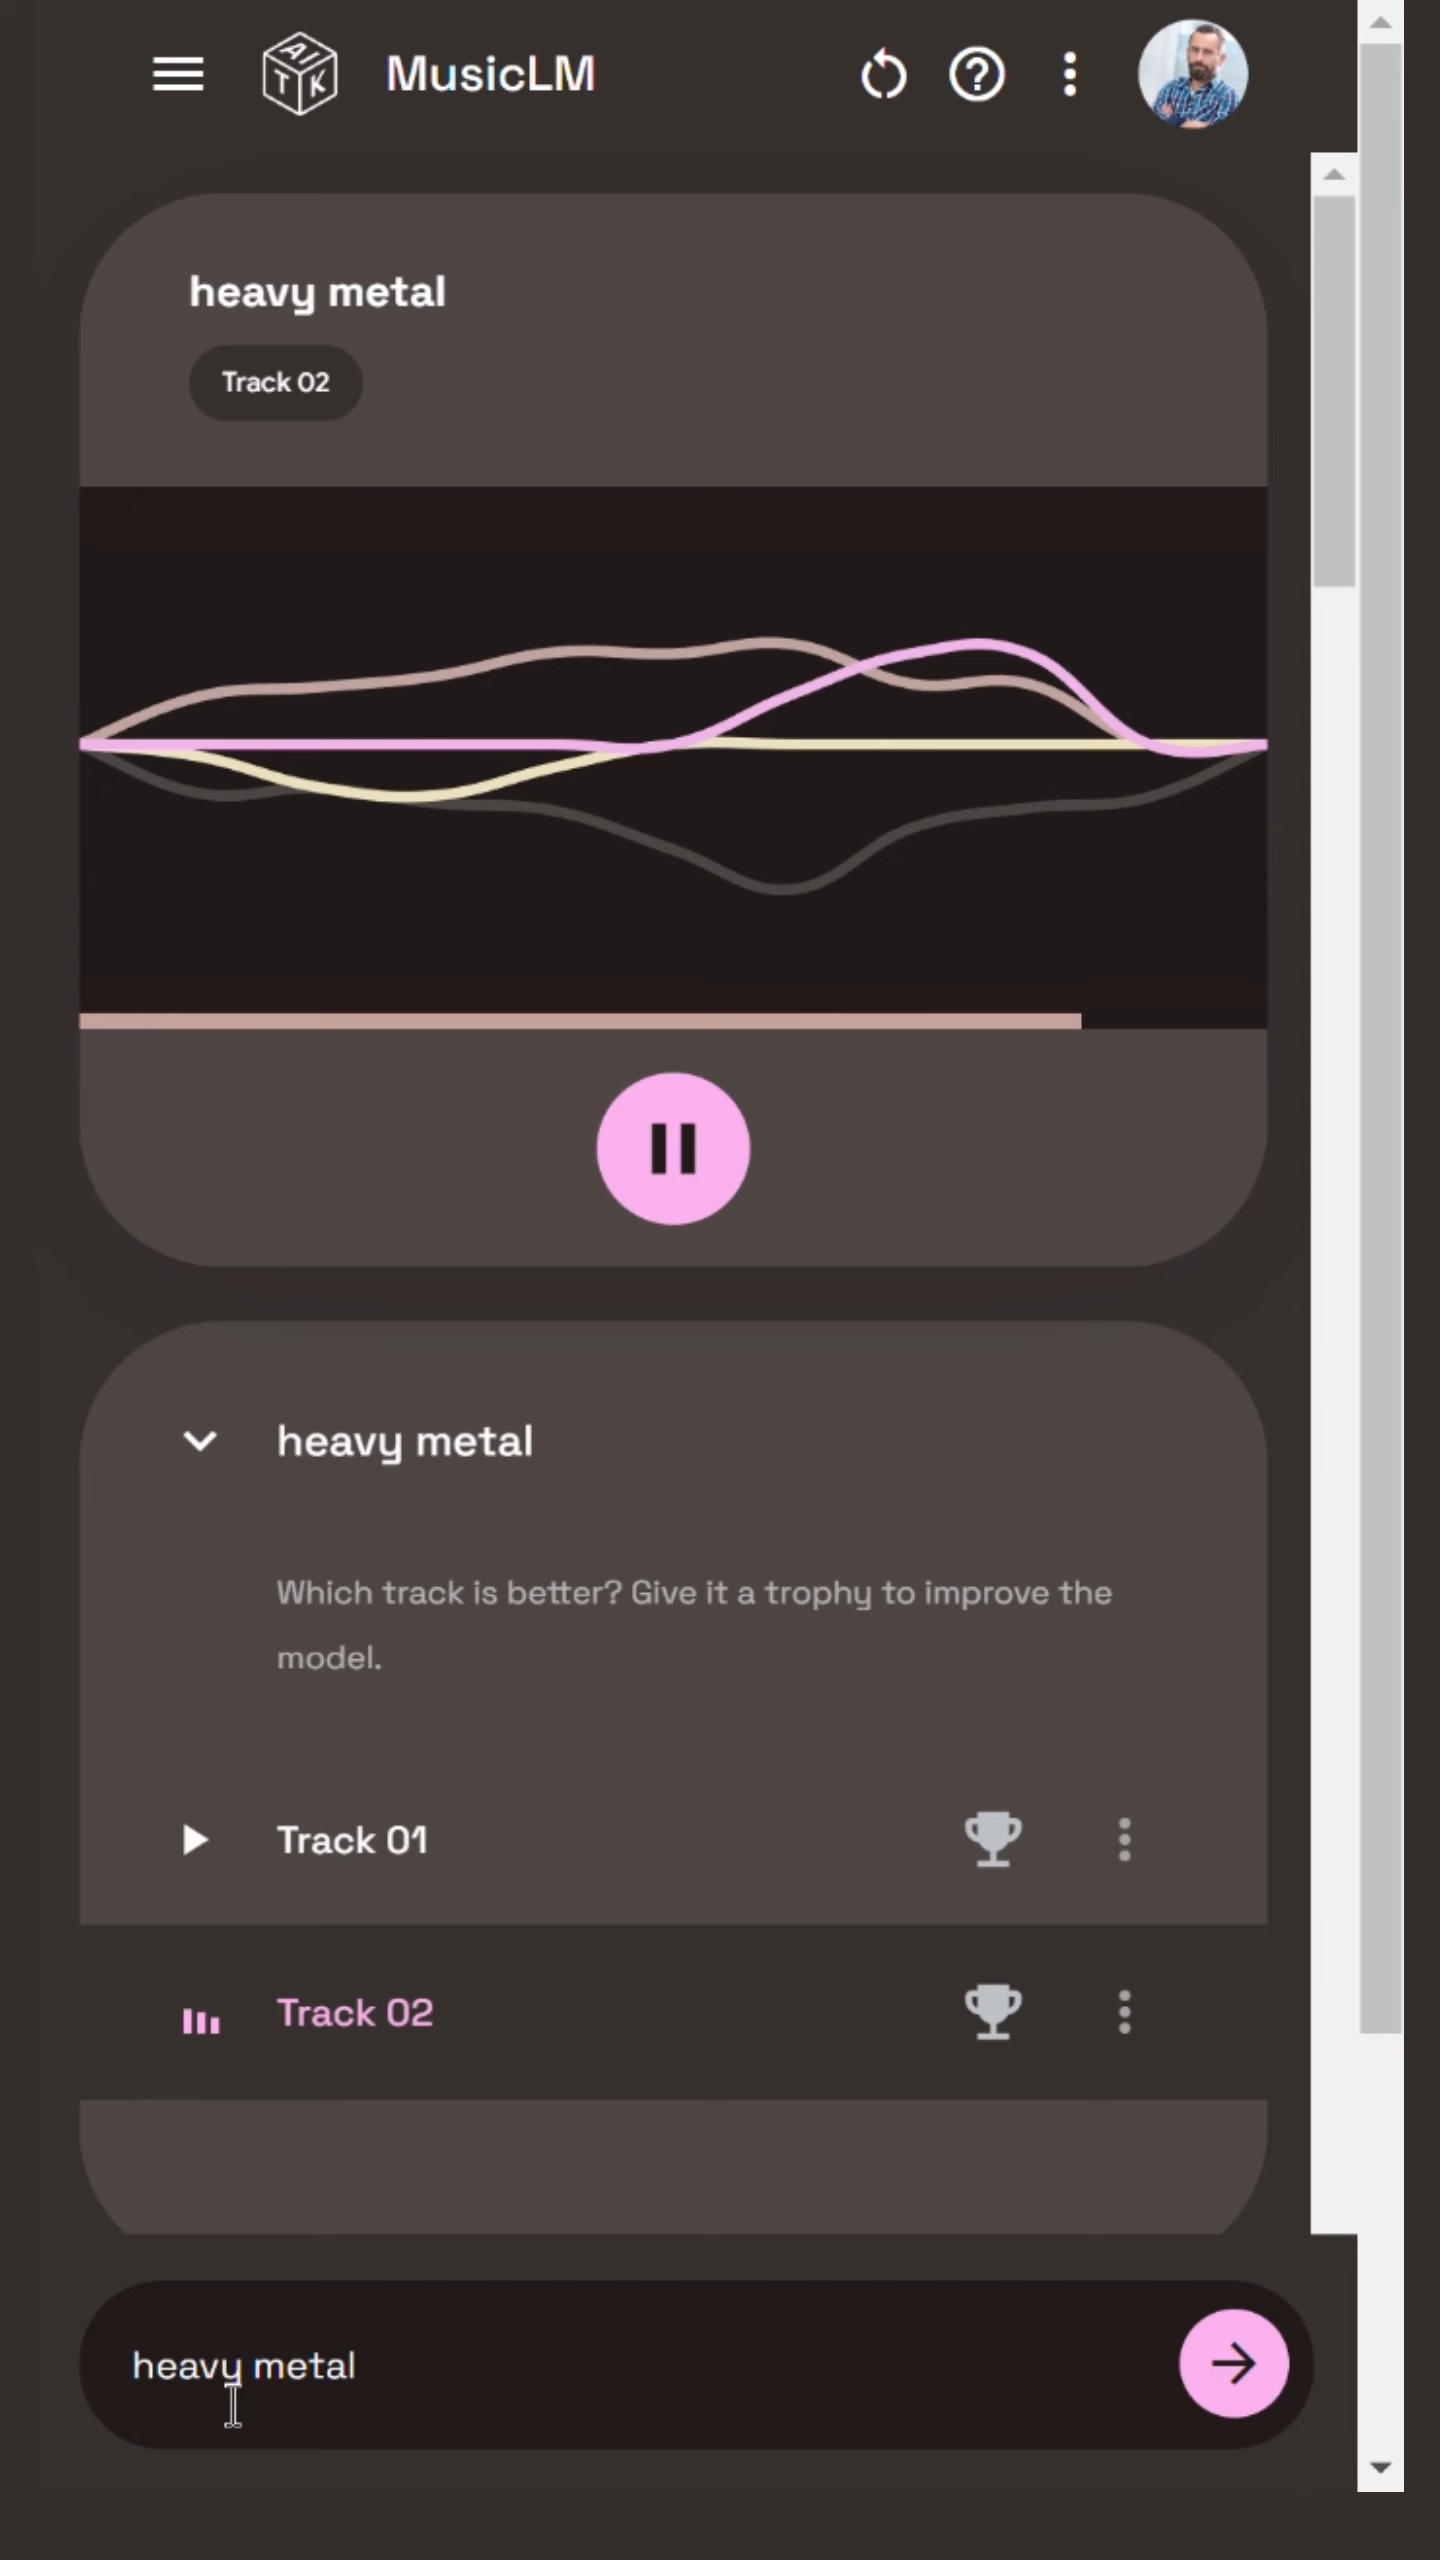 AI
T K
MusicLM
heavy metal
Track 02
heavy metal
Which track is better? Give it a trophy to improve the
model.
Track 01
Track 02
heavy metal